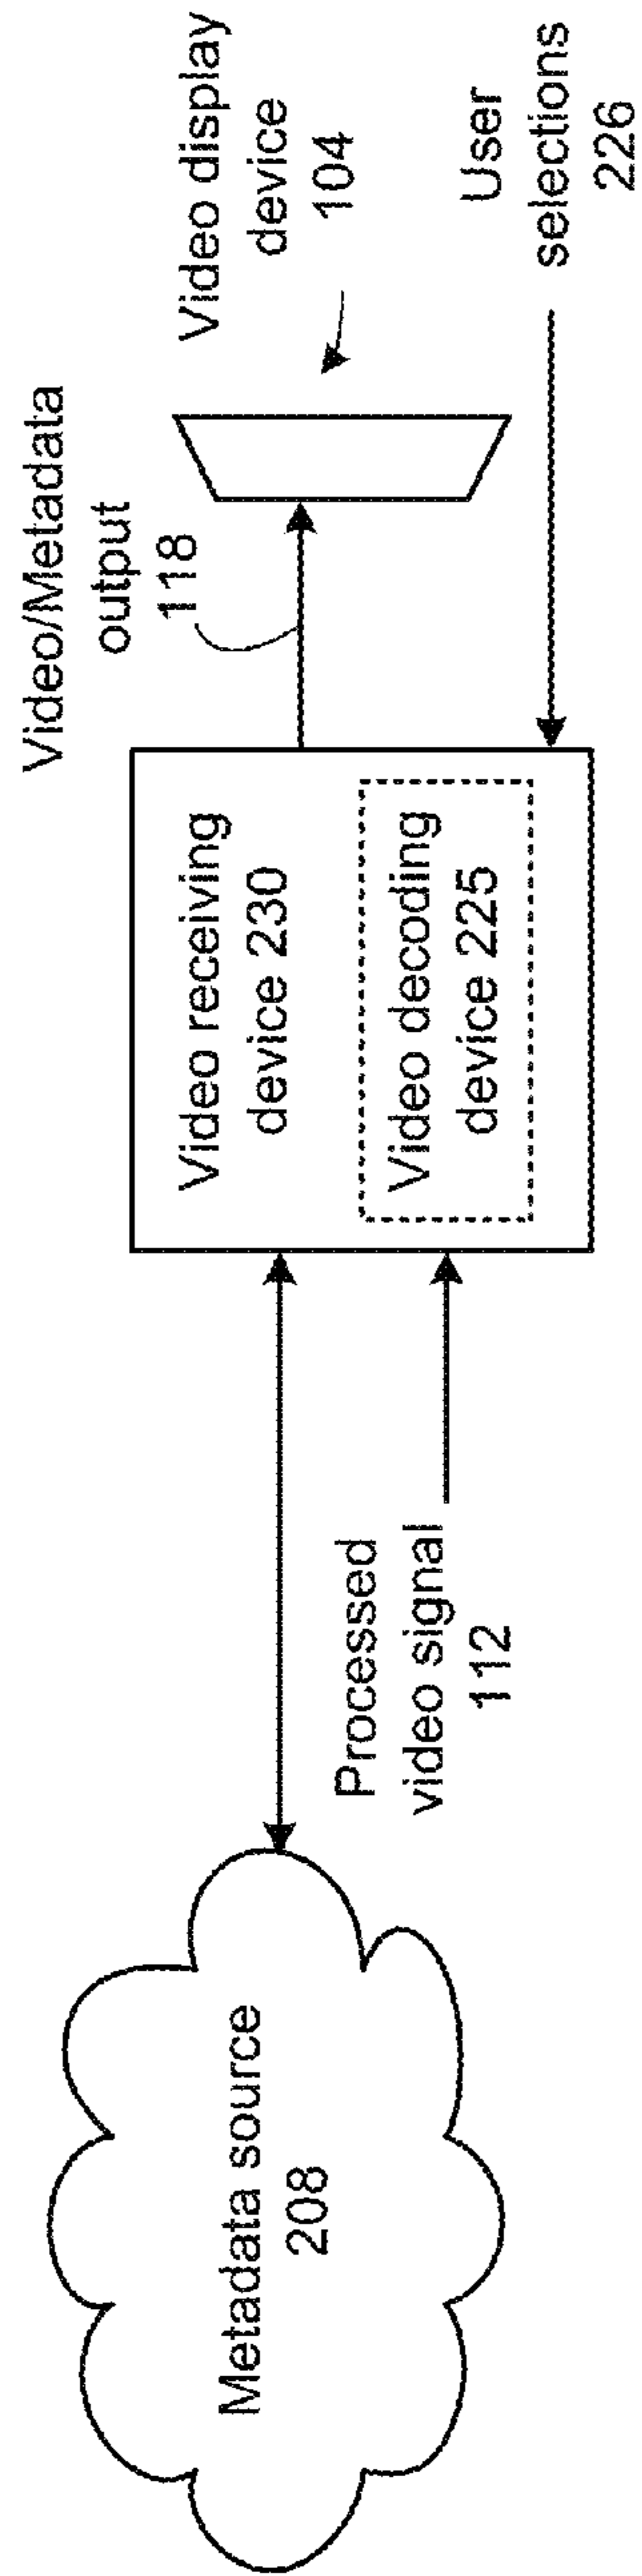 Metadata source
208
Processed
video signal
112
Video receiving
device 230
Video decoding
device 225
Video/Metadata
output
118
Video display
device
104
User
selections
226